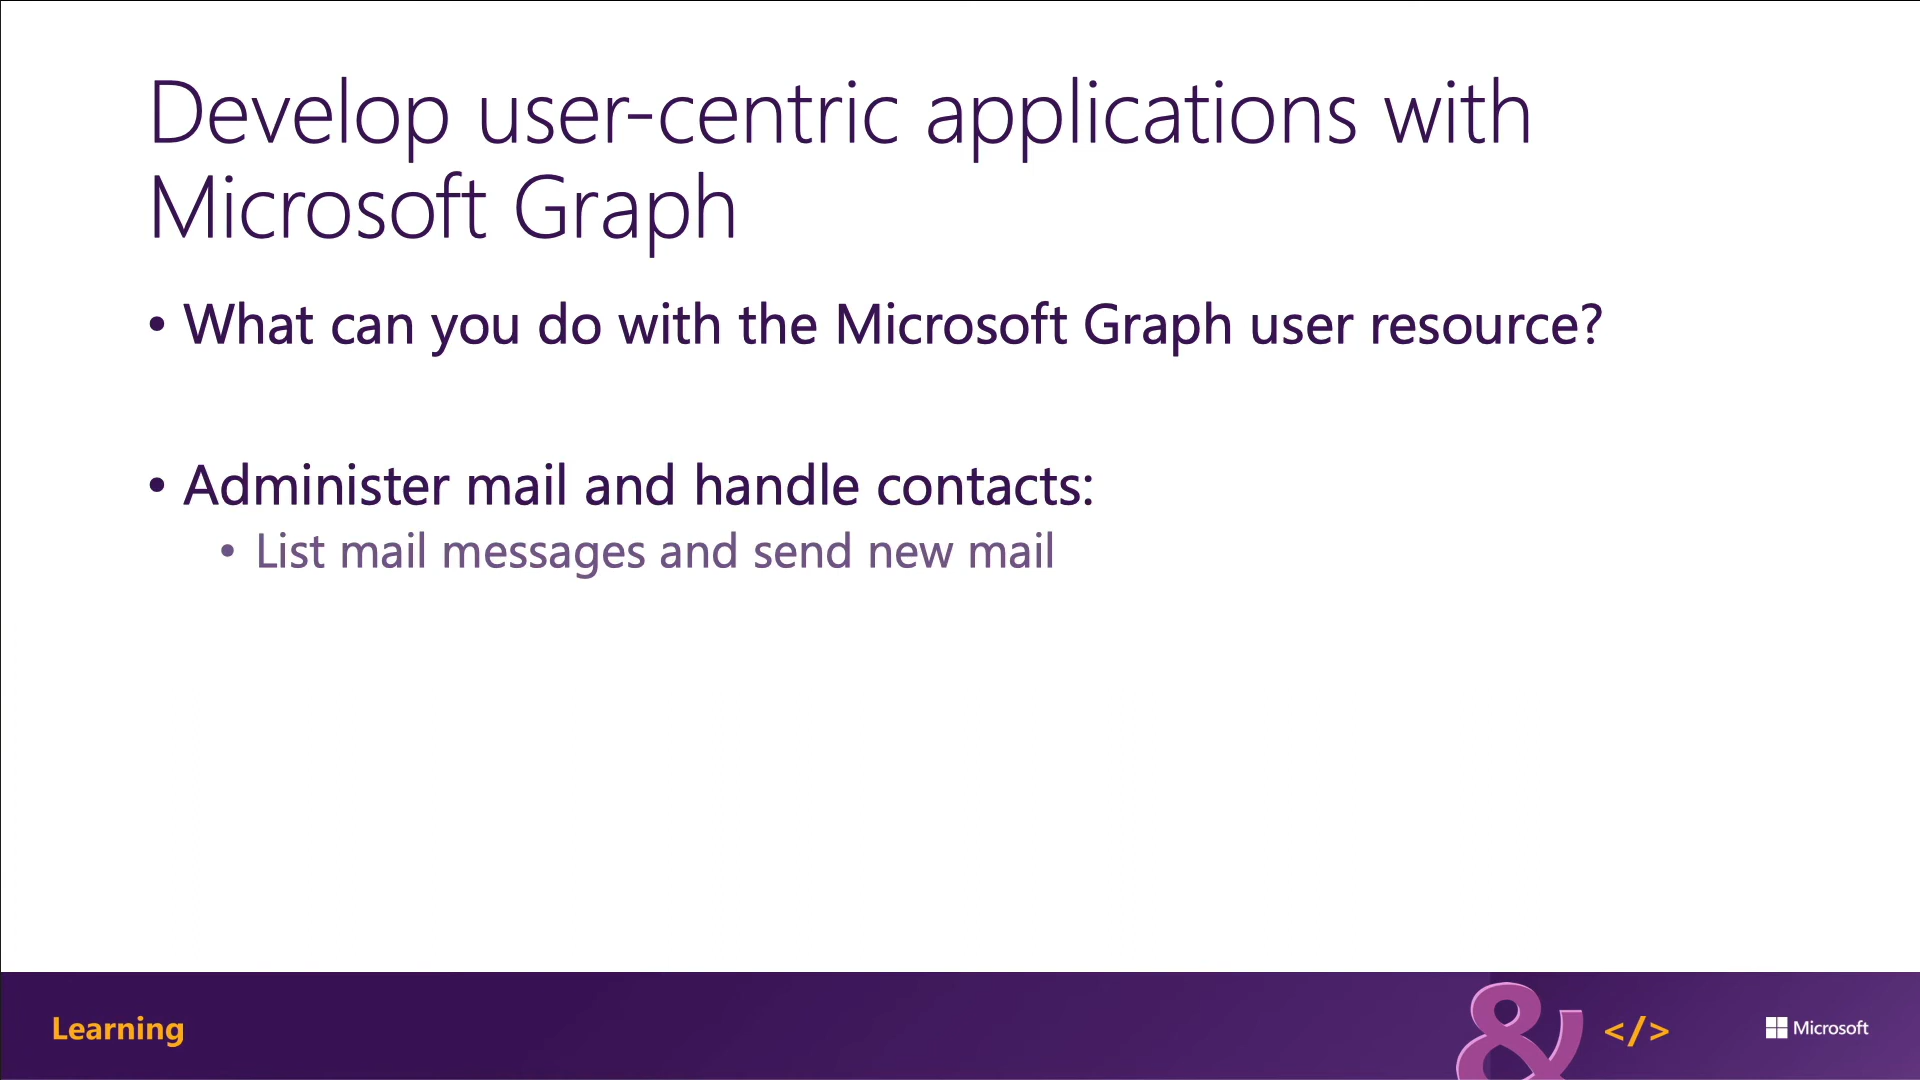 Develop user-centric applications with
Microsoft Graph
• What can you do with the Microsoft Graph user resource?
• Administer mail and handle contacts:
• List mail messages and send new mail
Learning
& </> Microsoft